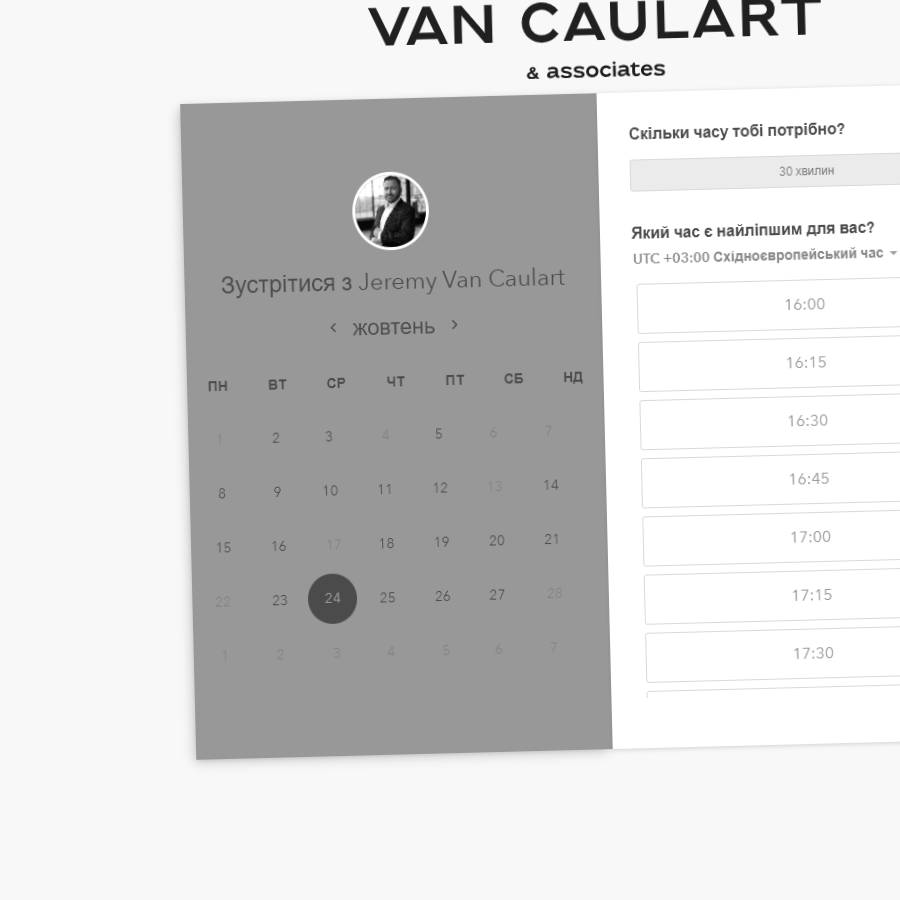 VAN CAULART
& associates
Зустрітися з Jeremy Van Caulart
жовтень
ПН ВТ СР ЧТ ПТ СБ НД
1 2 3 4 5 6 7
8 9 10 11 12 13 14
15 16 17 18 19 20 21
22 23 24 25 26 27 28
1 2 3 4 5 6 7
Скільки часу тобі потрібно?
30 хвилин
Який час є найліпшим для вас?
UTC +03:00 Східноєвропейський час
16:00
16:15
16:30
16:45
17:00
17:15
17:30